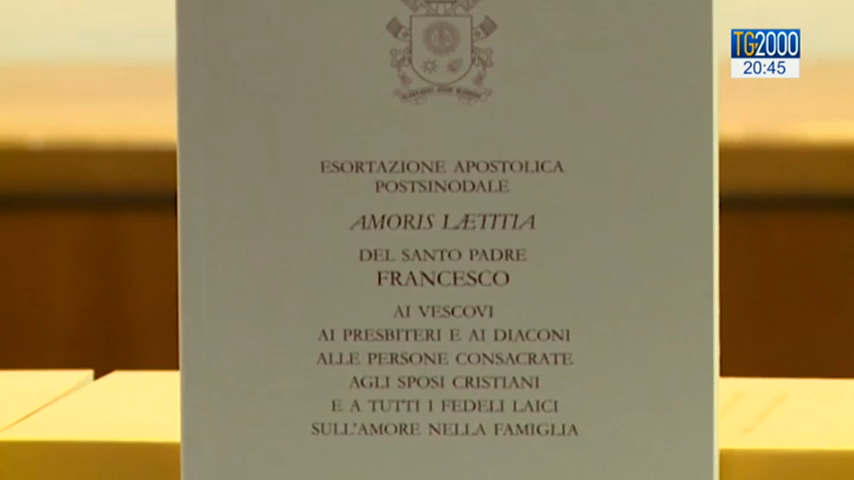 TG2000
20:45
ESORTAZIONE APOSTOLICA
POSTSINODALE
AMORIS LÆTITIA
DEL SANTO PADRE
FRANCESCO
AI VESCOVI
AI PRESBITERI E AI DIACONI
ALLE PERSONE CONSACRATE
AGLI SPOSI CRISTIANI
E A TUTTI I FEDELI LAICI
SULL'AMORE NELLA FAMIGLIA